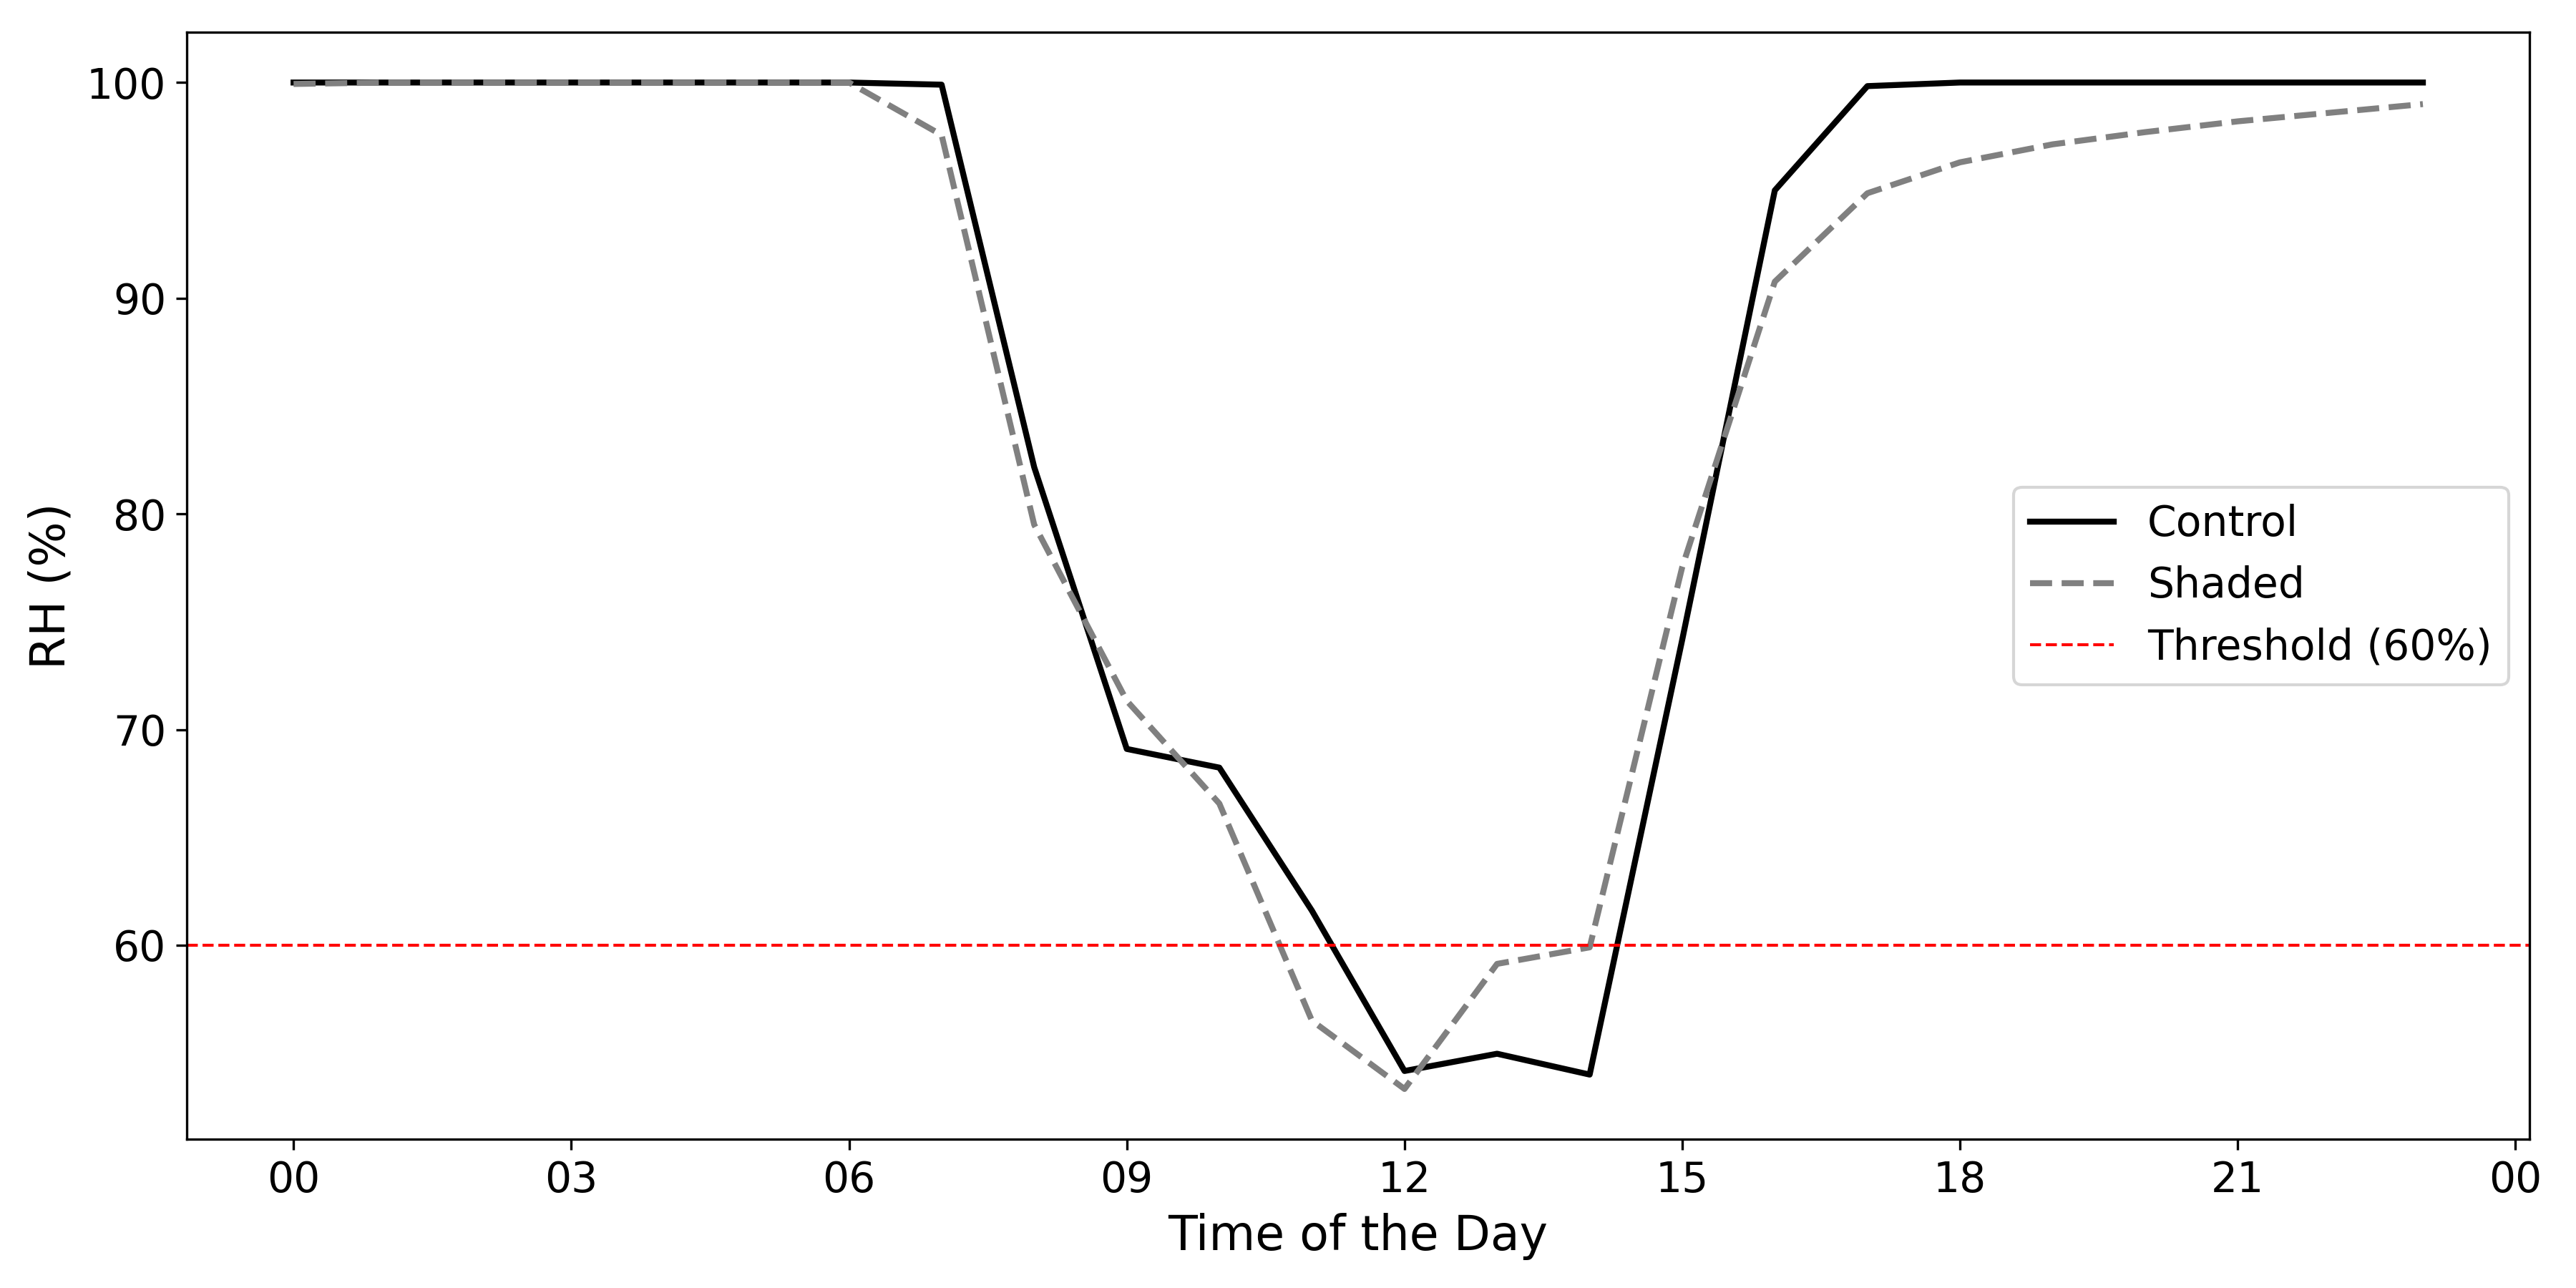 RH (%)
100
90
80
70
60
Control
Shaded
Threshold (60%)
00 03 06 09 12 15 18 21 00
Time of the Day